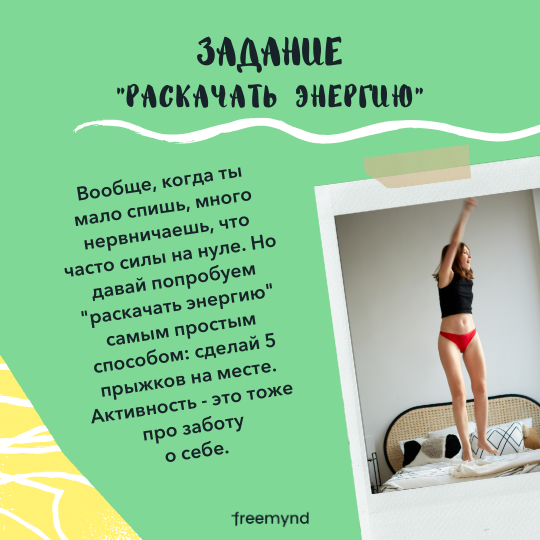 ЗАДАНИЕ
"РАСКАЧАТЬ ЭНЕРГИЮ"
Вообще, когда ты
мало спишь, много
нервничаешь, что
часто силы на нуле. Но
давай попробуем
"раскачать энергию"
самым простым
способом: сделай 5
прыжков на месте.
Активность - это тоже
про заботу
о себе.
freemynd